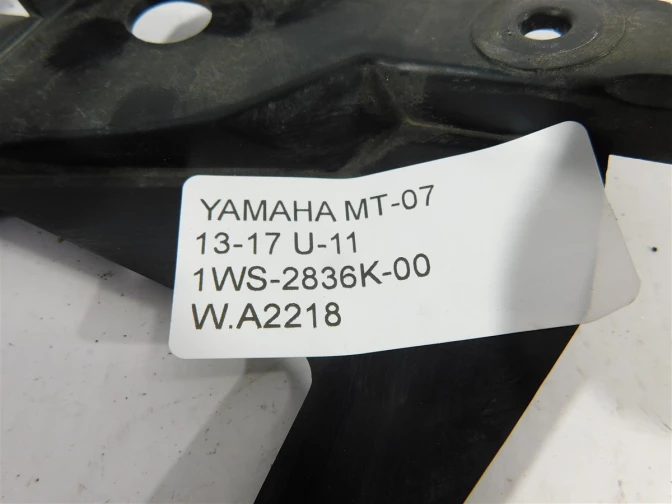 YAMAHA MT-07
13-17 U-11
1WS-2836K-00
W.A2218